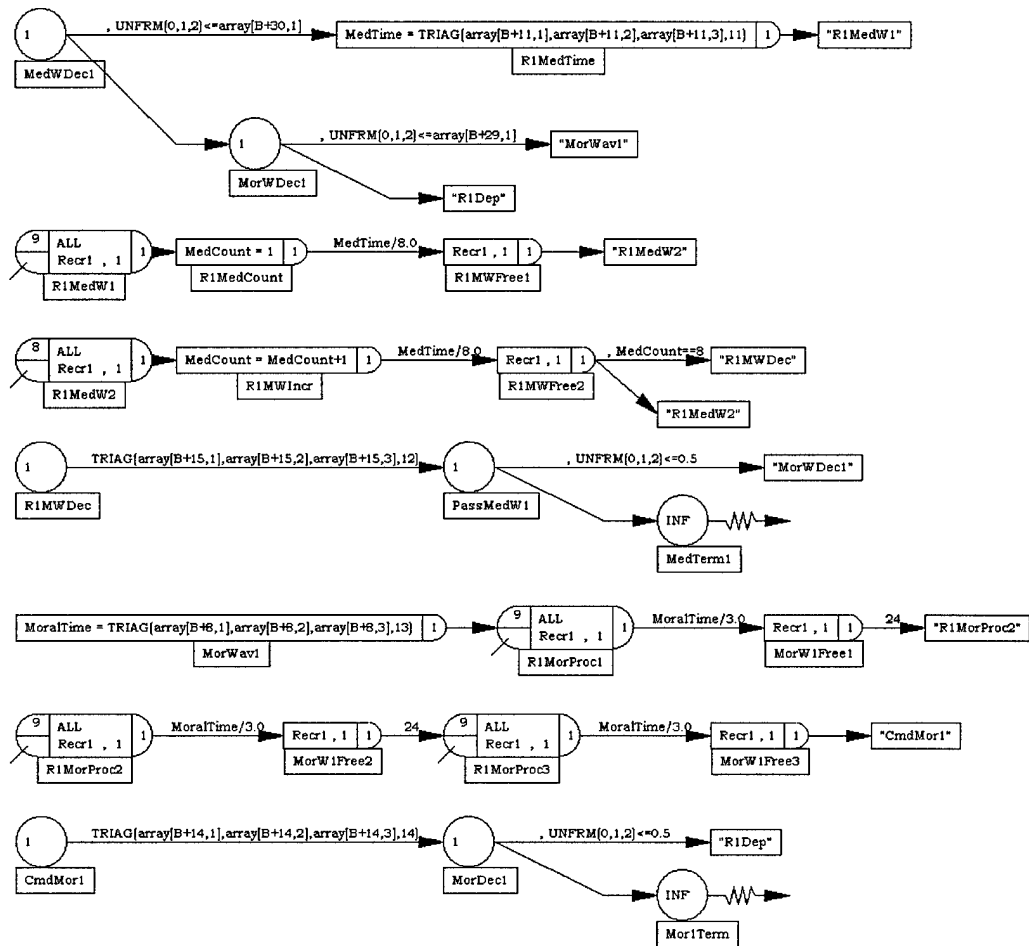 1
, UNFRM[0,1,2]<=array[B+30,1]
MedTime = TRIAG[array[B+11,1],array[B+11,2],array[B+11,3],11]
1
"R1MedW1"
MedWDec1
R1MedTime
1
, UNFRM[0,1,2]<=array[B+29,1]
"MorWav1"
MorWDec1
"R1Dep"
9
ALL
Recr1 , 1
1
MedCount = 1
1
MedTime/8.0
Recr1 , 1
1
"R1MedW2"
R1MedW1
R1MedCount
R1MWFree1
8
ALL
Recr1 , 1
1
MedCount = MedCount+1
1
MedTime/8.0
Recr1 , 1
1
, MedCount==8
"R1MWDec"
R1MedW2
R1MWIncr
R1MWFree2
"R1MedW2"
1
TRIAG[array[B+15,1],array[B+15,2],array[B+15,3],12]
1
, UNFRM[0,1,2]<=0.5
"MorWDec1"
R1MWDec
PassMedW1
INF
MedTerm1
MoralTime = TRIAG[array[B+8,1],array[B+8,2],array[B+8,3],13]
1
9
ALL
Recr1 , 1
1
MoralTime/3.0
Recr1 , 1
1
24
"R1MorProc2"
MorWav1
R1MorProc1
MorW1Free1
9
ALL
Recr1 , 1
1
MoralTime/3.0
Recr1 , 1
1
24
9
ALL
Recr1 , 1
1
MoralTime/3.0
Recr1 , 1
1
"CmdMor1"
R1MorProc2
MorW1Free2
R1MorProc3
MorW1Free3
1
TRIAG[array[B+14,1],array[B+14,2],array[B+14,3],14]
1
, UNFRM[0,1,2]<=0.5
"R1Dep"
CmdMor1
MorDec1
INF
Mor1Term